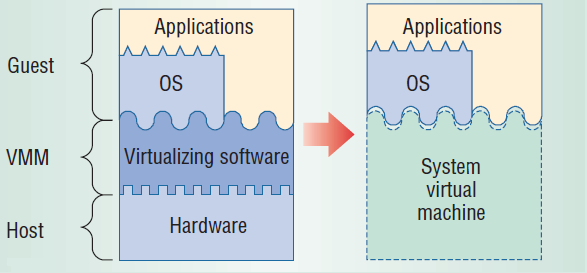 Guest
VMM
Host
Applications
OS
Virtualizing software
Hardware
Applications
OS
System
virtual
machine